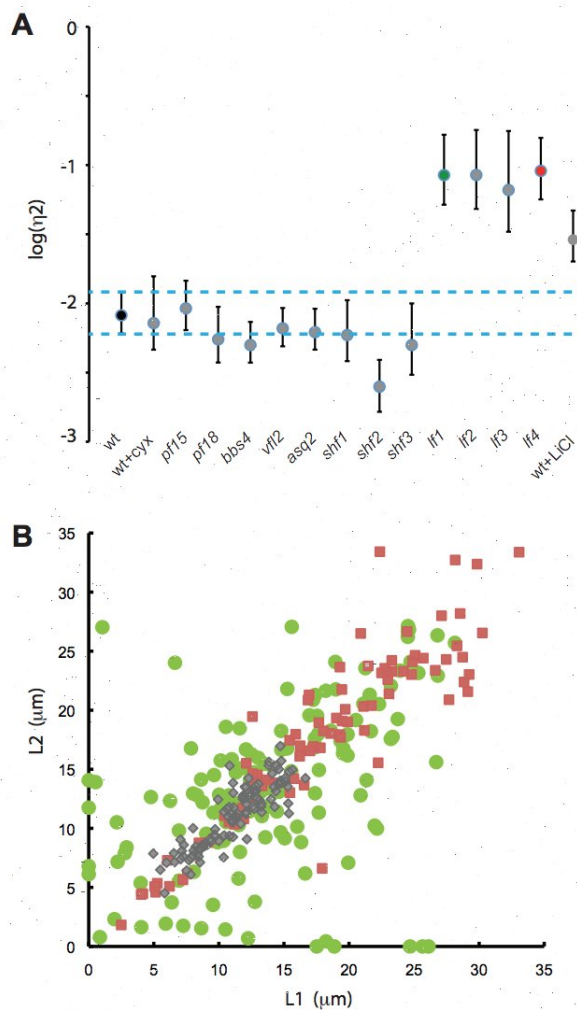 A
-0
-1
-2
-3
log(η2)
wt
wt+cyx
pf15
pf18
bbs4
vfl2
asq2
shf1
shf2
shf3
lf1
lf2
lf3
lf4
wt+LiCl
B
35
30
25
20
15
10
5
0
L2 (μm)
0 5 10 15 20 25 30 35
L1 (μm)